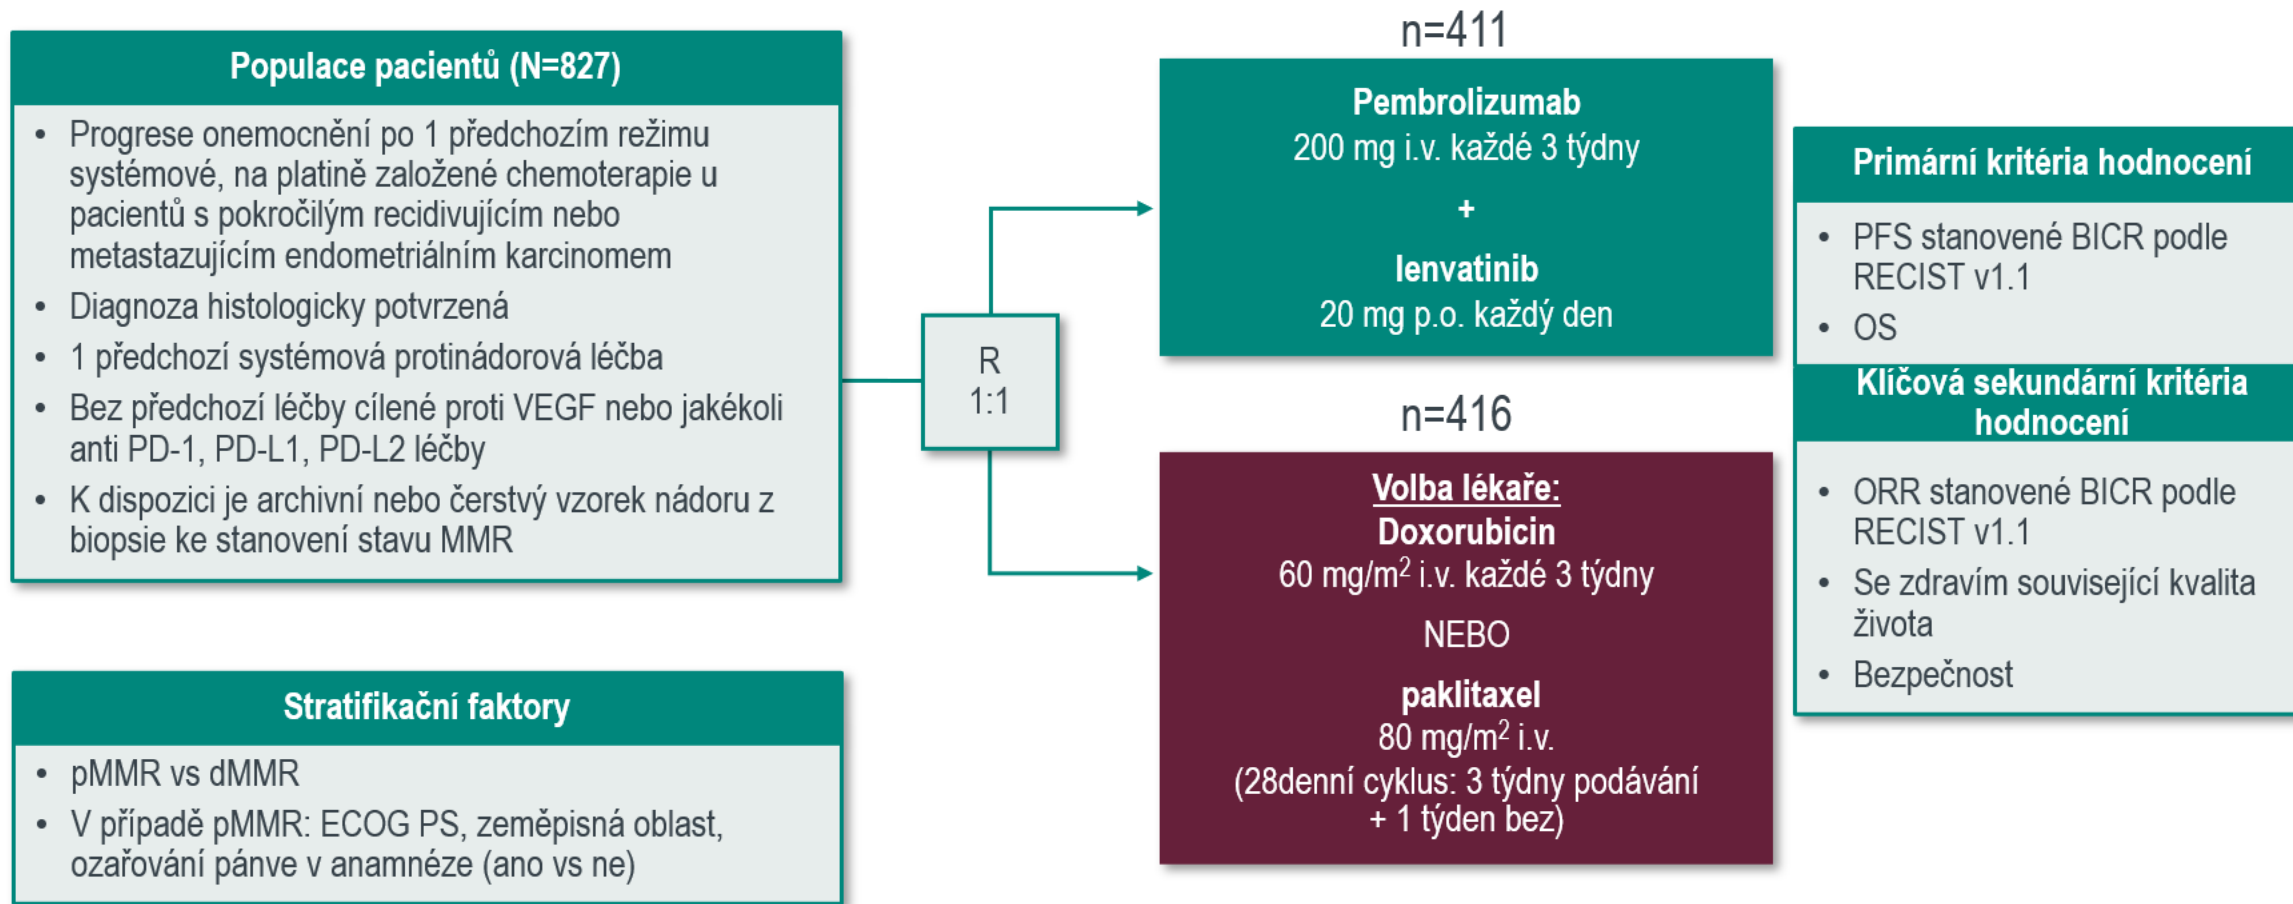 Populace pacientů (N=827)
• Progrese onemocnění po 1 předchozím režimu
systémové, na platině založené chemoterapie u
pacientů s pokročilým recidivujícím nebo
metastazujícím endometriálním karcinomem
• Diagnoza histologicky potvrzená
• 1 předchozí systémová protinádorová léčba
• Bez předchozí léčby cílené proti VEGF nebo jakékoli
anti PD-1, PD-L1, PD-L2 léčby
• K dispozici je archivní nebo čerstvý vzorek nádoru z
biopsie ke stanovení stavu MMR
Stratifikační faktory
• pMMR vs dMMR
• V případě pMMR: ECOG PS, zeměpisná oblast,
ozařování pánve v anamnéze (ano vs ne)
R
1:1
n=411
Pembrolizumab
200 mg i.v. každé 3 týdny
+
lenvatinib
20 mg p.o. každý den
n=416
Volba lékaře:
Doxorubicin
60 mg/m² i.v. každé 3 týdny
NEBO
paklitaxel
80 mg/m² i.v.
(28denní cyklus: 3 týdny podávání
+ 1 týden bez)
Primární kritéria hodnocení
• PFS stanovené BICR podle
RECIST v1.1
• OS
Klíčová sekundární kritéria
hodnocení
• ORR stanovené BICR podle
RECIST v1.1
• Se zdravím související kvalita
života
• Bezpečnost